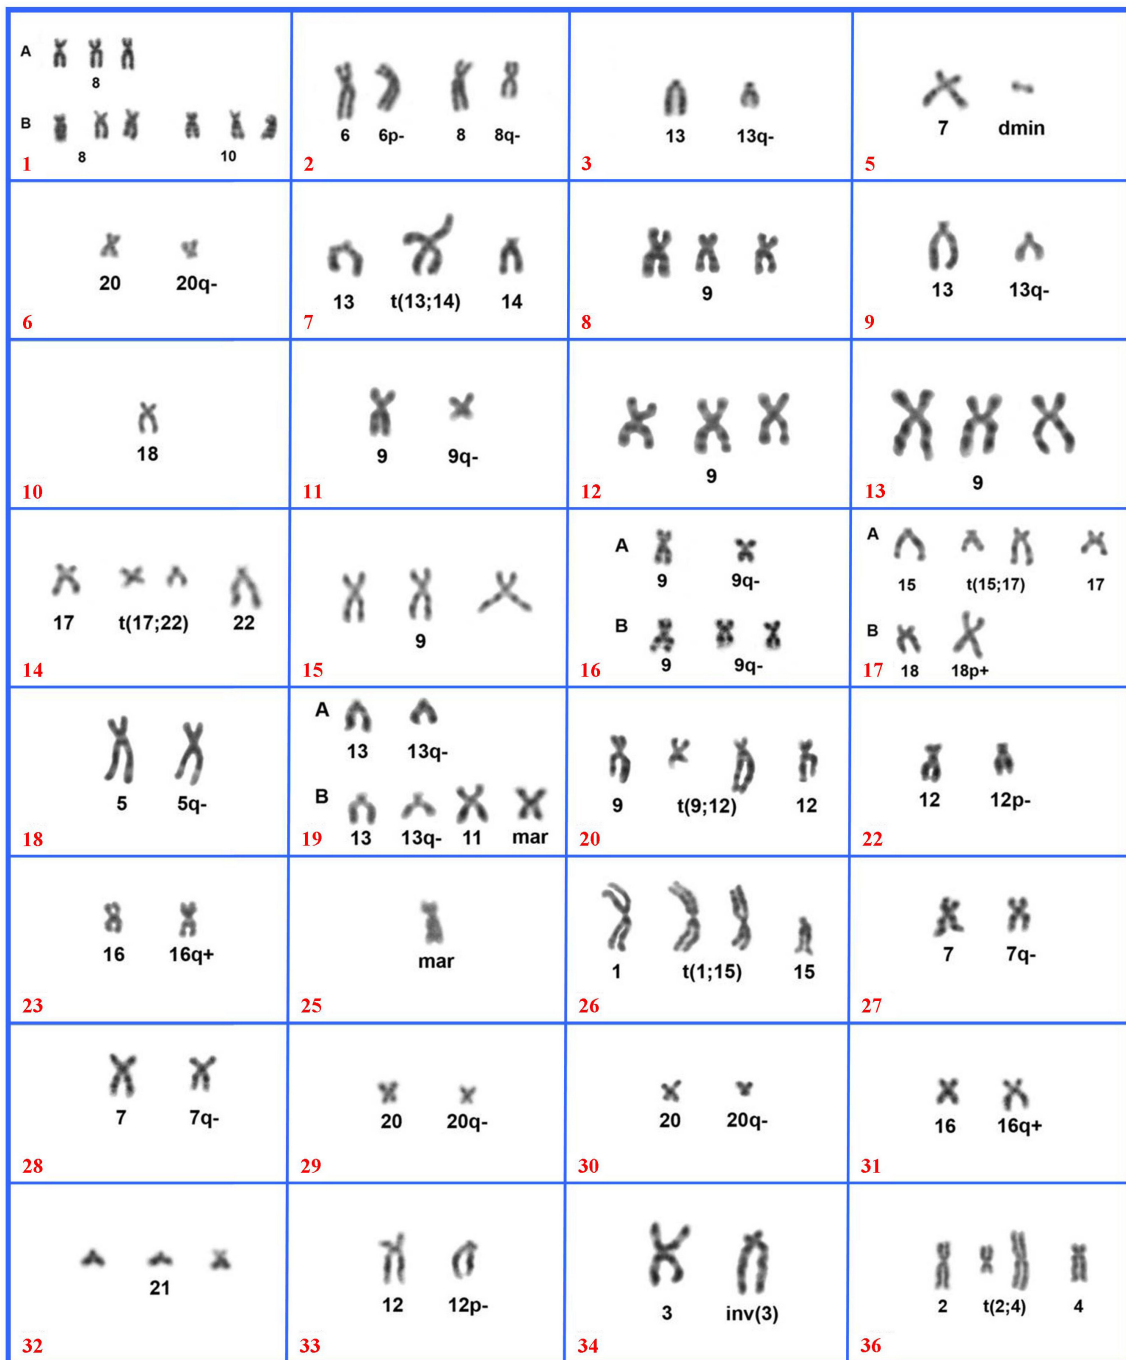 A
8
B
8 10
1
6 6p- 8 8q-
2
13 13q-
3
7 dmin
5
20 20q-
6
13 t(13;14) 14
7
9
8
13 13q-
9
18
10
9 9q-
11
9
12
9
13
17 t(17;22) 22
14
9
15
A
9 9q-
B
9 9q-
16
A
15 t(15;17) 17
B
18 18p+
17
5 5q-
18
A
13 13q-
B
13 13q- 11 mar
19
9 t(9;12) 12
20
12 12p-
22
16 16q+
23
mar
25
1 t(1;15) 15
26
7 7q-
27
7 7q-
28
20 20q-
29
20 20q-
30
16 16q+
31
21
32
12 12p-
33
3 inv(3)
34
2 t(2;4) 4
36